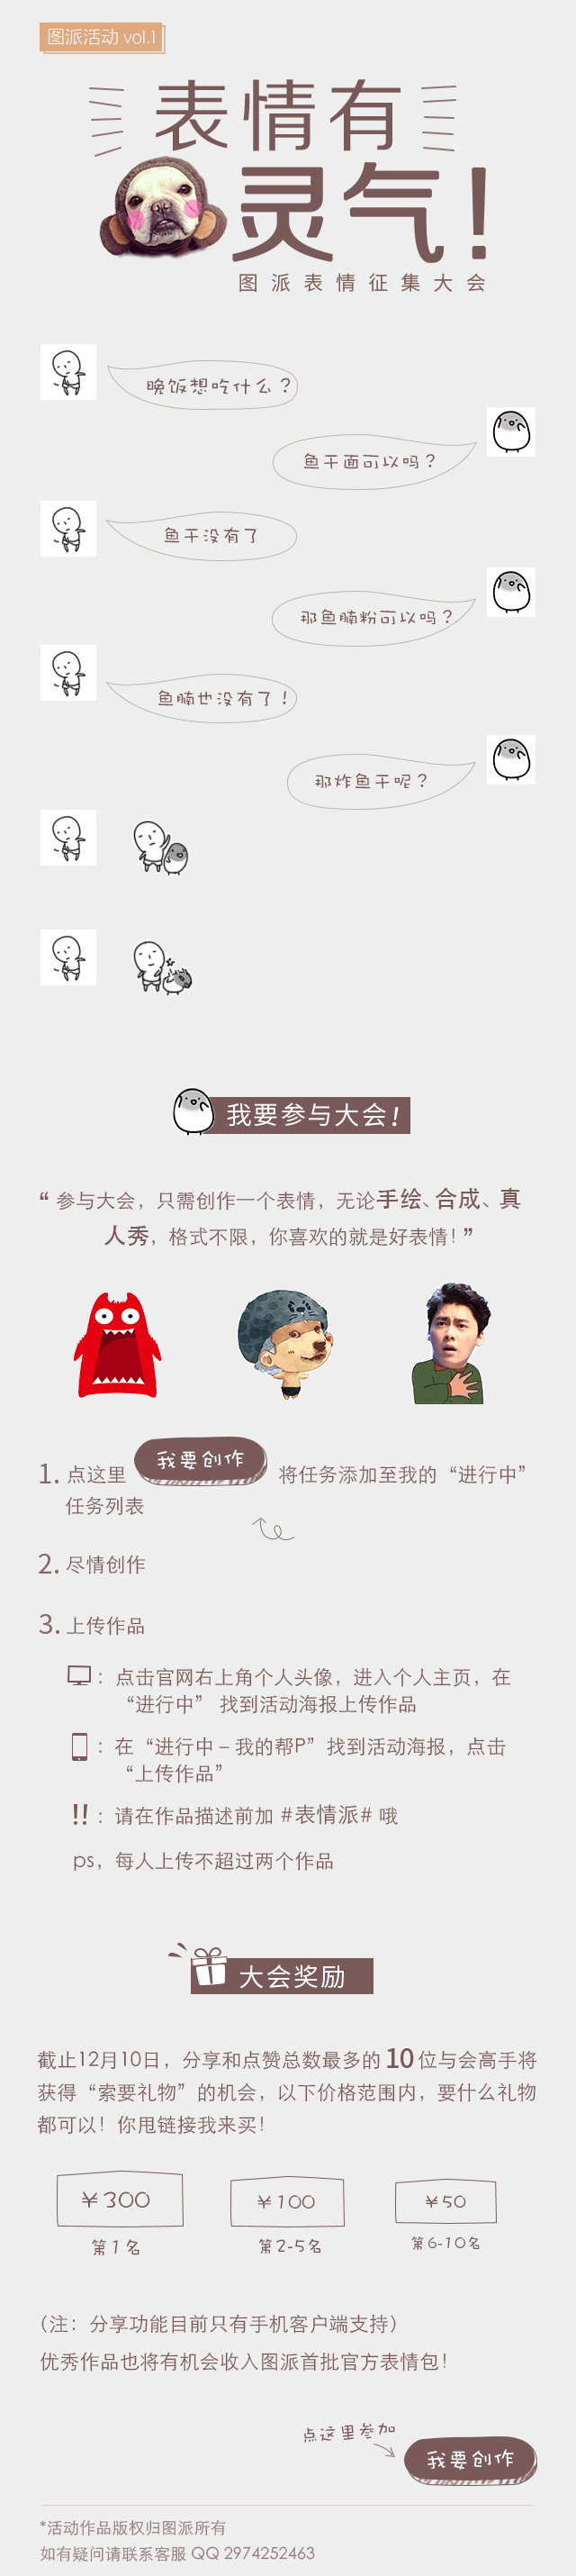 图派活动 vol.1
表情有
灵气！
图派表情征集大会
晚饭想吃什么？
鱼干面可以吗？
鱼干没有了
那鱼腩粉可以吗？
鱼腩也没有了！
那炸鱼干呢？
我要参与大会！
“ 参与大会，只需创作一个表情，无论手绘、合成、真
人秀，格式不限，你喜欢的就是好表情！”
1. 点这里 我要创作 将任务添加至我的“进行中”
任务列表
2. 尽情创作
3. 上传作品
：点击官网右上角个人头像，进入个人主页，在
“进行中” 找到活动海报上传作品
：在“进行中 – 我的帮P”找到活动海报，点击
“上传作品”
!!：请在作品描述前加 #表情派# 哦
ps，每人上传不超过两个作品
大会奖励
截止12月10日，分享和点赞总数最多的 10 位与会高手将
获得“索要礼物”的机会，以下价格范围内，要什么礼物
都可以！你甩链接我来买！
￥300 ￥100 ￥50
第1名 第2-5名 第6-10名
（注：分享功能目前只有手机客户端支持）
优秀作品也将有机会收入图派首批官方表情包！
点这里参加
我要创作
*活动作品版权归图派所有
如有疑问请联系客服 QQ 2974252463